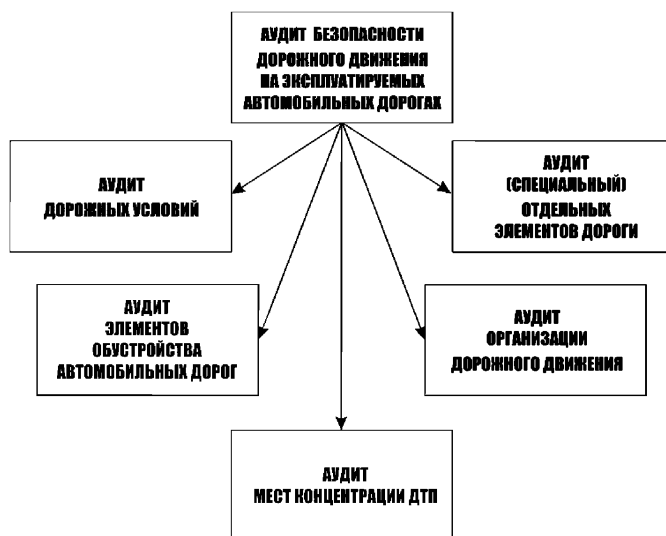 АУДИТ БЕЗОПАСНОСТИ
ДОРОЖНОГО ДВИЖЕНИЯ
НА ЭКСПЛУАТИРУЕМЫХ
АВТОМОБИЛЬНЫХ ДОРОГАХ
АУДИТ
ДОРОЖНЫХ УСЛОВИЙ
АУДИТ
(СПЕЦИАЛЬНЫЙ)
ОТДЕЛЬНЫХ
ЭЛЕМЕНТОВ ДОРОГИ
АУДИТ
ЭЛЕМЕНТОВ
ОБУСТРОЙСТВА
АВТОМОБИЛЬНЫХ ДОРОГ
АУДИТ
ОРГАНИЗАЦИИ
ДОРОЖНОГО ДВИЖЕНИЯ
АУДИТ
МЕСТ КОНЦЕНТРАЦИИ ДТП